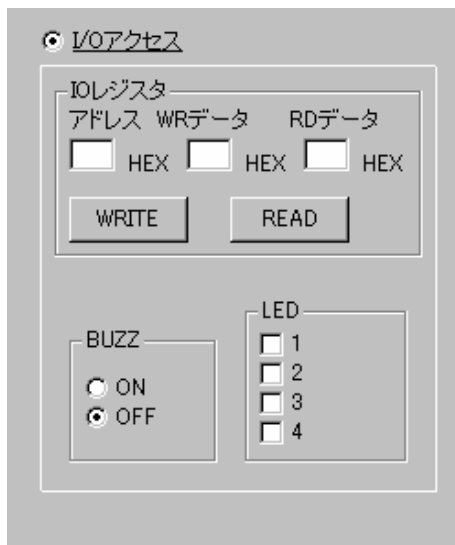 I/Oアクセス
IOレジスタ
アドレス WRデータ RDデータ
HEX HEX HEX
WRITE READ
LED
BUZZ
1
2
ON
3
OFF
4